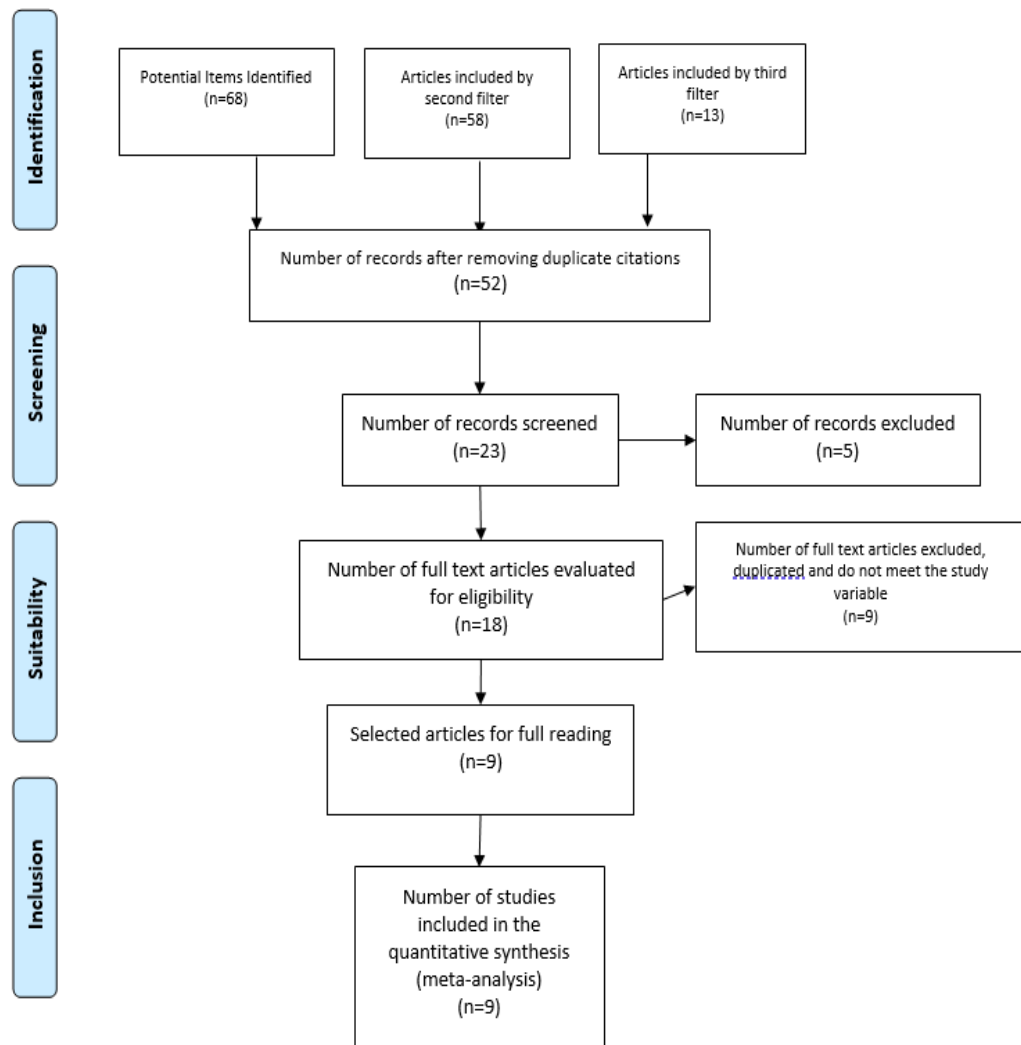 Identification
Potential Items Identified
(n=68)
Articles included by
second filter
(n=58)
Articles included by third
filter
(n=13)
Number of records after removing duplicate citations
(n=52)
Screening
Number of records screened
(n=23)
Number of records excluded
(n=5)
Suitability
Number of full text articles evaluated
for eligibility
(n=18)
Number of full text articles excluded,
duplicated and do not meet the study
variable
(n=9)
Selected articles for full reading
(n=9)
Inclusion
Number of studies
included in the
quantitative synthesis
(meta-analysis)
(n=9)